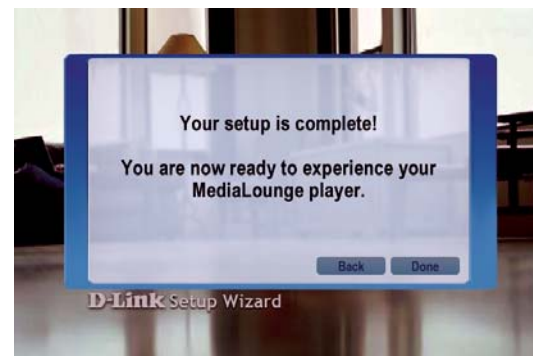 Your setup is complete!
You are now ready to experience your
MediaLounge player.
Back Done
D-Link Setup Wizard